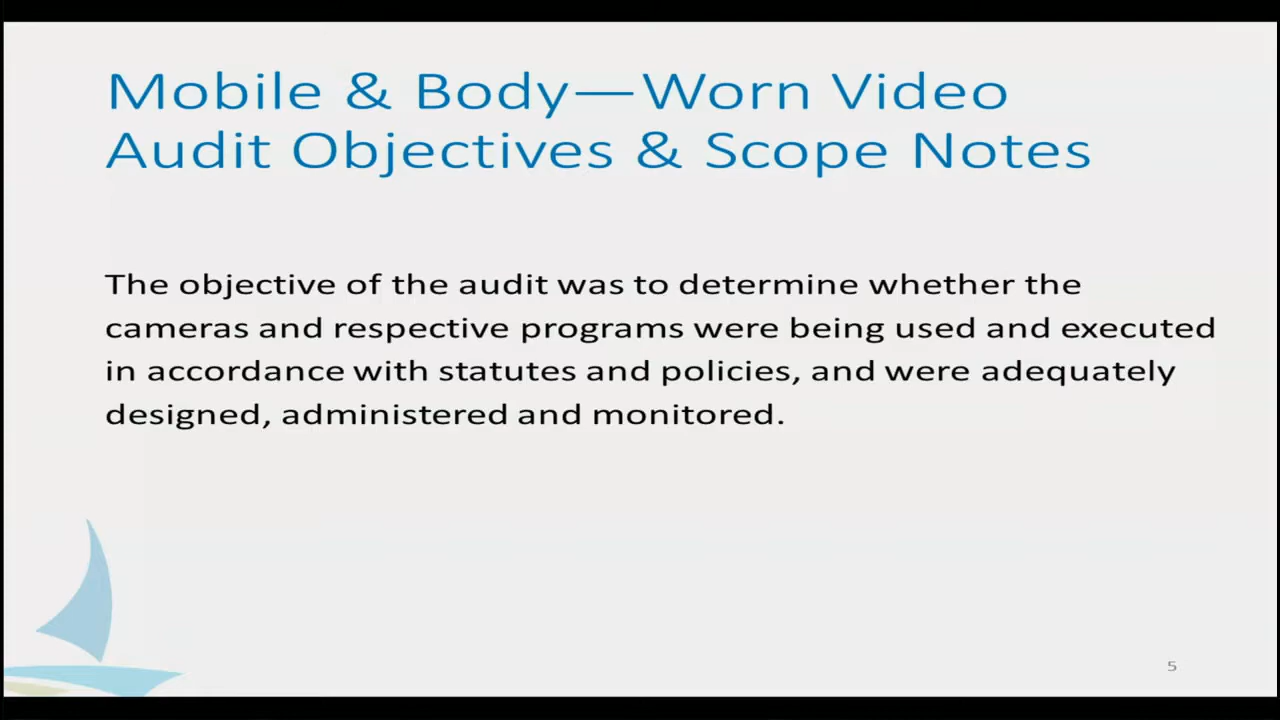 Mobile & Body—Worn Video
Audit Objectives & Scope Notes
The objective of the audit was to determine whether the
cameras and respective programs were being used and executed
in accordance with statutes and policies, and were adequately
designed, administered and monitored.
5